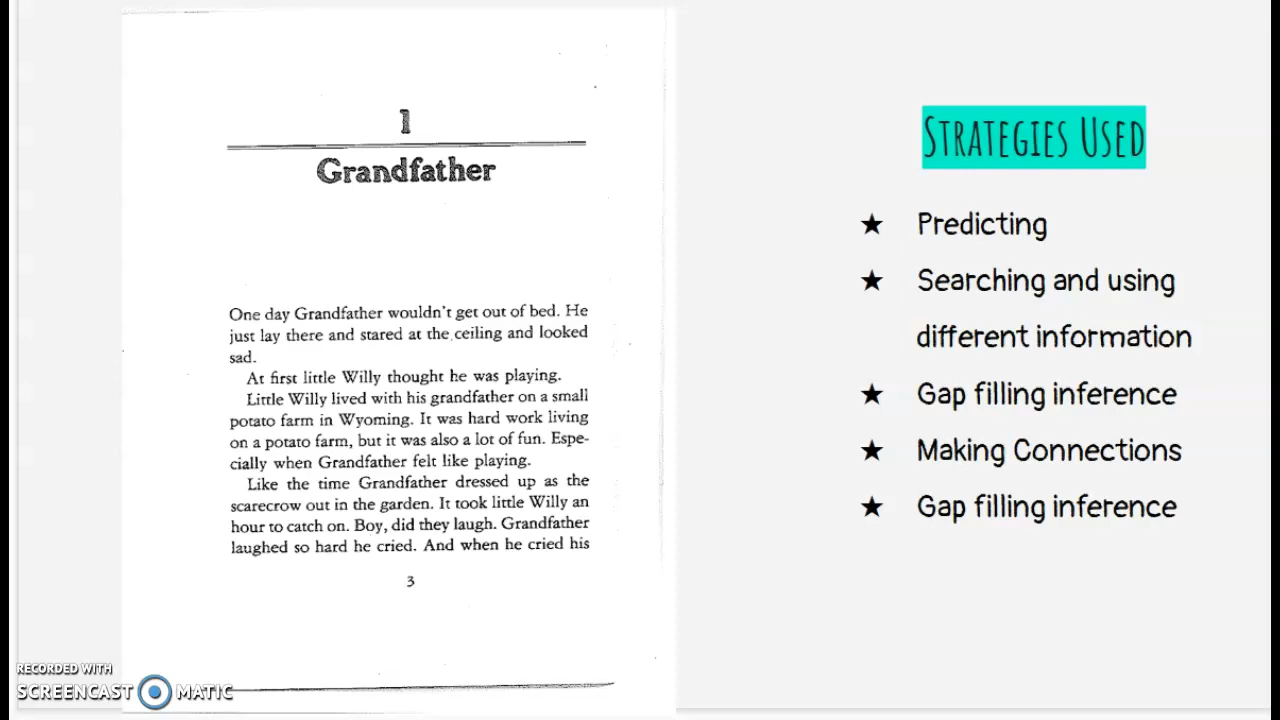 1
Grandfather
One day Grandfather wouldn't get out of bed. He
just lay there and stared at the ceiling and looked
sad.
At first little Willy thought he was playing.
Little Willy lived with his grandfather on a small
potato farm in Wyoming. It was hard work living
on a potato farm, but it was also a lot of fun. Espe-
cially when Grandfather felt like playing.
Like the time Grandfather dressed up as the
scarecrow out in the garden. It took little Willy an
hour to catch on. Boy, did they laugh. Grandfather
laughed so hard he cried. And when he cried his
3
STRATEGIES USED
★ Predicting
★ Searching and using
different information
★ Gap filling inference
★ Making Connections
★ Gap filling inference
RECORDED WITH
SCREENCAST MATIC